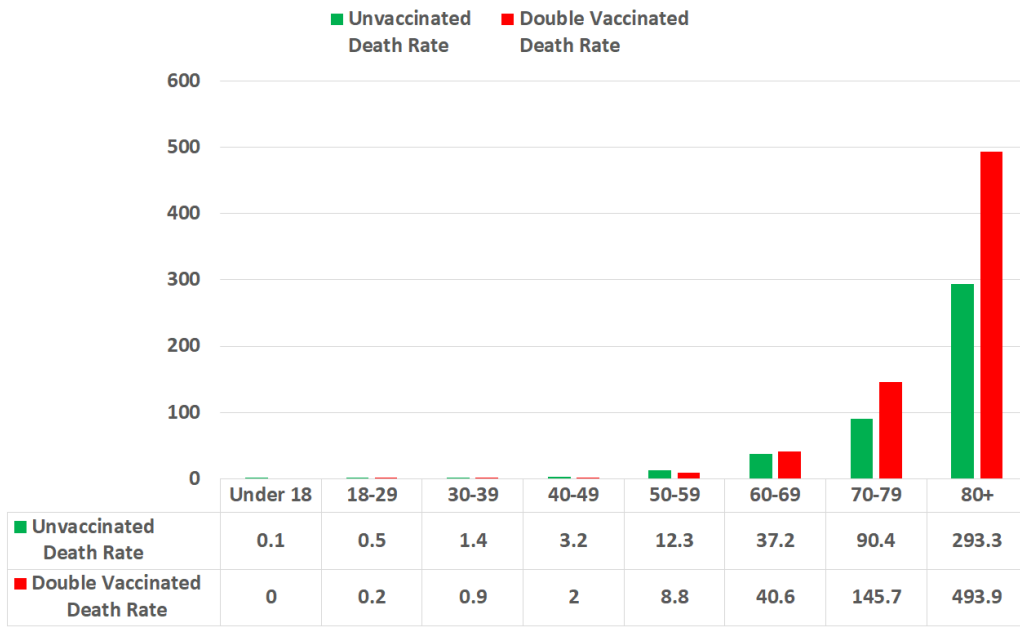 Unvaccinated Double Vaccinated
Death Rate Death Rate
600
500
400
300
200
100
0
Under 18 18-29 30-39 40-49 50-59 60-69 70-79 80+
Unvaccinated
Death Rate 0.1 0.5 1.4 3.2 12.3 37.2 90.4 293.3
Double Vaccinated
Death Rate 0 0.2 0.9 2 8.8 40.6 145.7 493.9